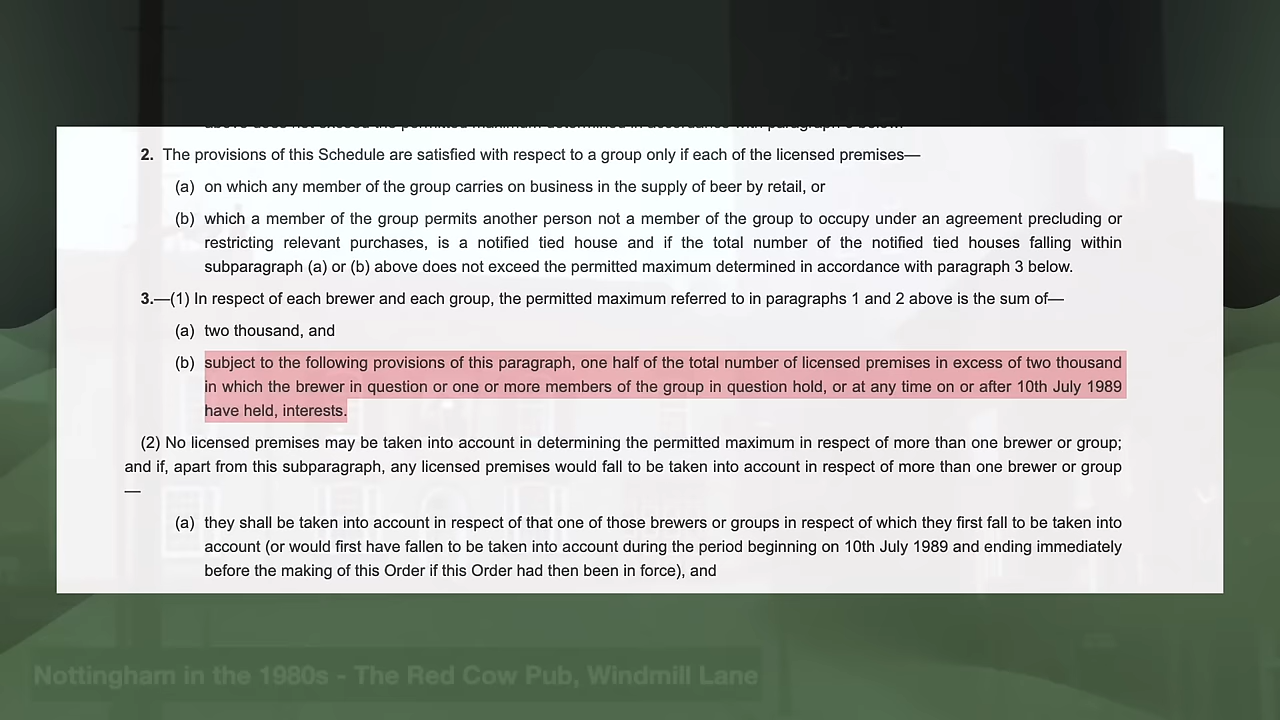 above does not exceed the permitted maximum determined in accordance with paragraph 3 below.
2. The provisions of this Schedule are satisfied with respect to a group only if each of the licensed premises—
(a) on which any member of the group carries on business in the supply of beer by retail, or
(b) which a member of the group permits another person not a member of the group to occupy under an agreement precluding or
restricting relevant purchases, is a notified tied house and if the total number of the notified tied houses falling within
subparagraph (a) or (b) above does not exceed the permitted maximum determined in accordance with paragraph 3 below.
3.—(1) In respect of each brewer and each group, the permitted maximum referred to in paragraphs 1 and 2 above is the sum of—
(a) two thousand, and
(b) subject to the following provisions of this paragraph, one half of the total number of licensed premises in excess of two thousand
in which the brewer in question or one or more members of the group in question hold, or at any time on or after 10th July 1989
have held, interests.
(2) No licensed premises may be taken into account in determining the permitted maximum in respect of more than one brewer or group;
and if, apart from this subparagraph, any licensed premises would fall to be taken into account in respect of more than one brewer or group
—
(a) they shall be taken into account in respect of that one of those brewers or groups in respect of which they first fall to be taken into
account (or would first have fallen to be taken into account during the period beginning on 10th July 1989 and ending immediately
before the making of this Order if this Order had then been in force), and
Nottingham in the 1980s - The Red Cow Pub, Windmill Lane